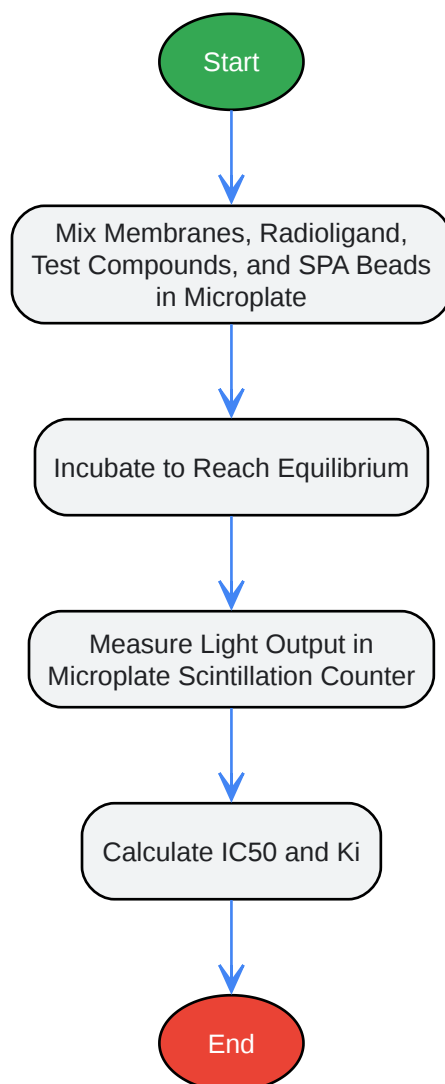 Start
Mix Membranes, Radioligand,
Test Compounds, and SPA Beads
in Microplate
Incubate to Reach Equilibrium
Measure Light Output in
Microplate Scintillation Counter
Calculate IC50 and Ki
End